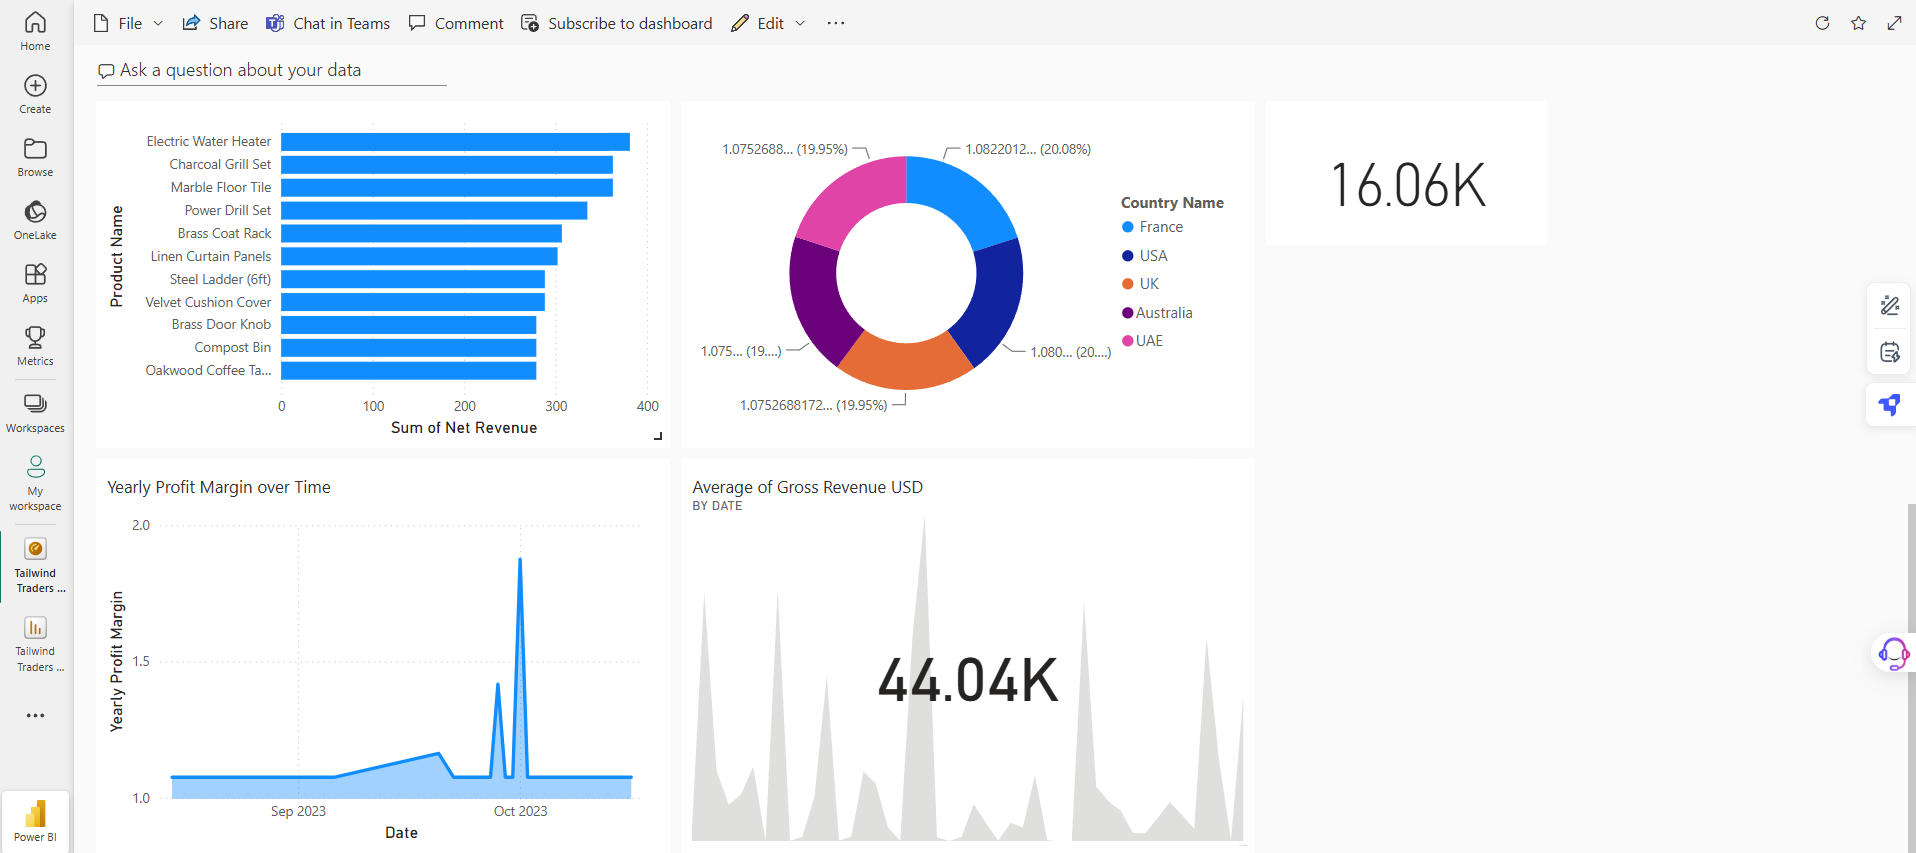 File
Share
Chat in Teams
Comment
Subscribe to dashboard
Edit
Home
Create
Browse
OneLake
Apps
Metrics
Workspaces
My
workspace
Tailwind
Traders ...
Tailwind
Traders ...
Power BI
Ask a question about your data
Product Name
Electric Water Heater
Charcoal Grill Set
Marble Floor Tile
Power Drill Set
Brass Coat Rack
Linen Curtain Panels
Steel Ladder (6ft)
Velvet Cushion Cover
Brass Door Knob
Compost Bin
Oakwood Coffee Ta...
0 100 200 300 400
Sum of Net Revenue
1.0752688... (19.95%)
1.0822012... (20.08%)
1.075... (19....)
1.080... (20....)
1.0752688172... (19.95%)
Country Name
France
USA
UK
Australia
UAE
16.06K
Yearly Profit Margin over Time
Yearly Profit Margin
2.0
1.5
1.0
Sep 2023 Oct 2023
Date
Average of Gross Revenue USD
BY DATE
44.04K